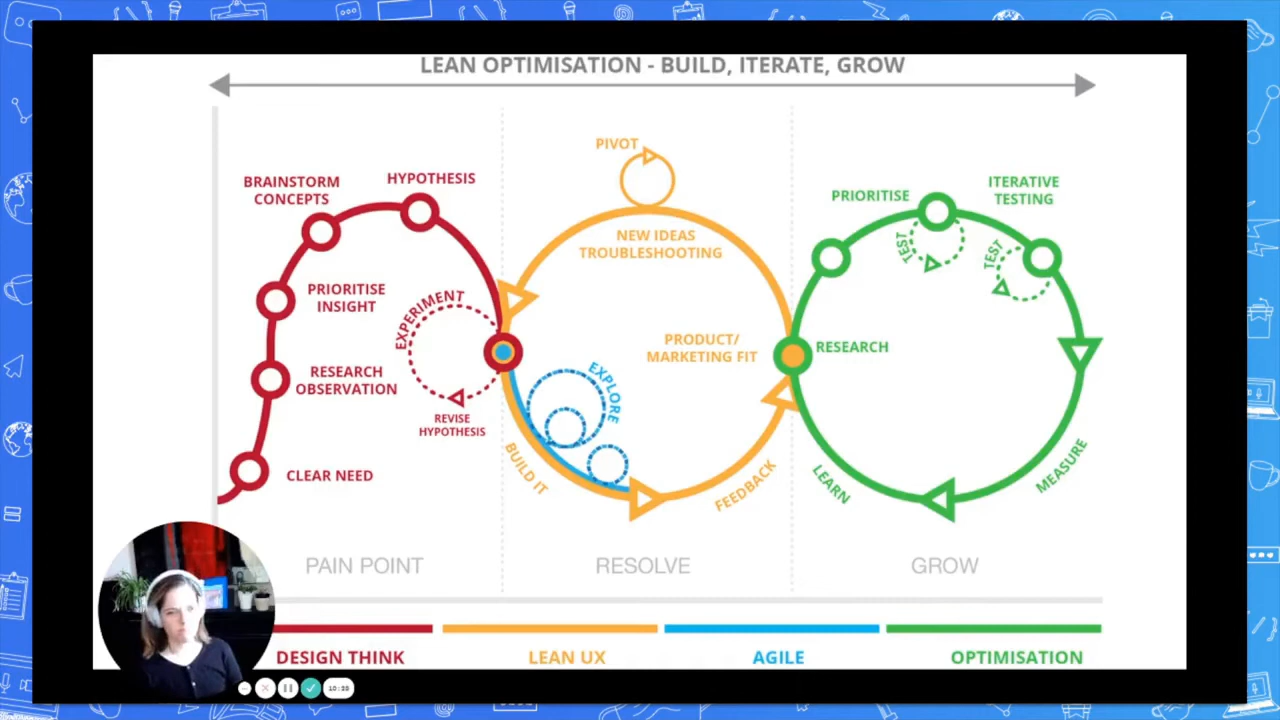 LEAN OPTIMISATION - BUILD, ITERATE, GROW
PIVOT
BRAINSTORM
CONCEPTS
HYPOTHESIS
PRIORITISE
ITERATIVE
TESTING
NEW IDEAS
TROUBLESHOOTING
TEST
TEST
PRIORITISE
INSIGHT
EXPERIMENT
PRODUCT/
MARKETING FIT
RESEARCH
RESEARCH
OBSERVATION
EXPLORE
REVISE
HYPOTHESIS
CLEAR NEED
BUILD IT
FEEDBACK
LEARN
MEASURE
PAIN POINT
RESOLVE
GROW
DESIGN THINK
LEAN UX
AGILE
OPTIMISATION